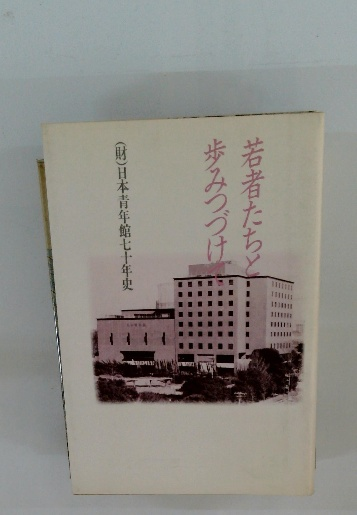 若者たちと
歩みつづけて
(財)日本青年館七十年史